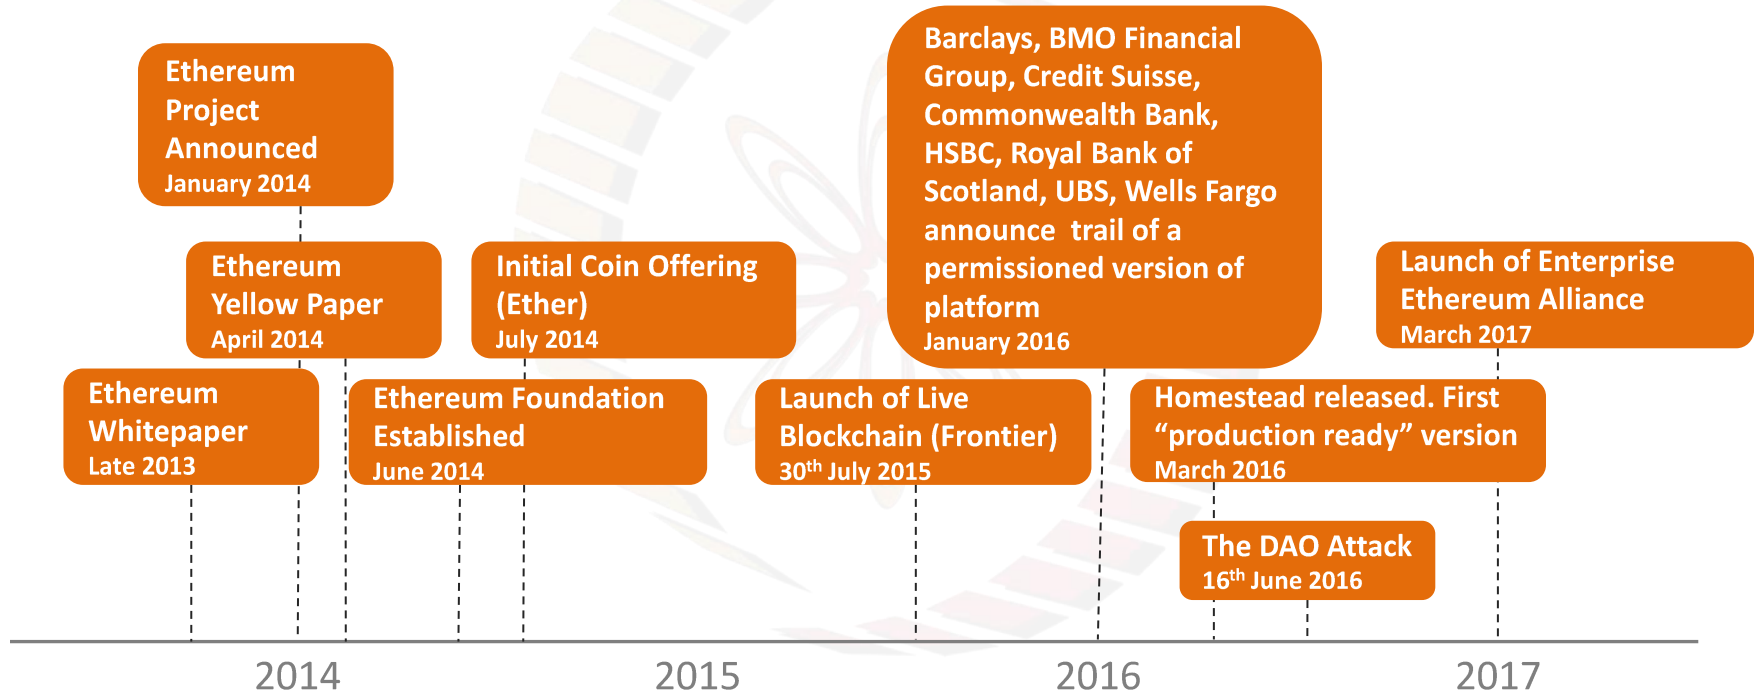 Ethereum
Project
Announced
January 2014
Ethereum
Yellow Paper
April 2014
Ethereum
Whitepaper
Late 2013
Initial Coin Offering
(Ether)
July 2014
Ethereum Foundation
Established
June 2014
Barclays, BMO Financial
Group, Credit Suisse,
Commonwealth Bank,
HSBC, Royal Bank of
Scotland, UBS, Wells Fargo
announce  trail of a
permissioned version of
platform
January 2016
Launch of Live
Blockchain (Frontier)
30th July 2015
Launch of Enterprise
Ethereum Alliance
March 2017
Homestead released. First
“production ready” version
March 2016
The DAO Attack
16th June 2016
2014
2015
2016
2017